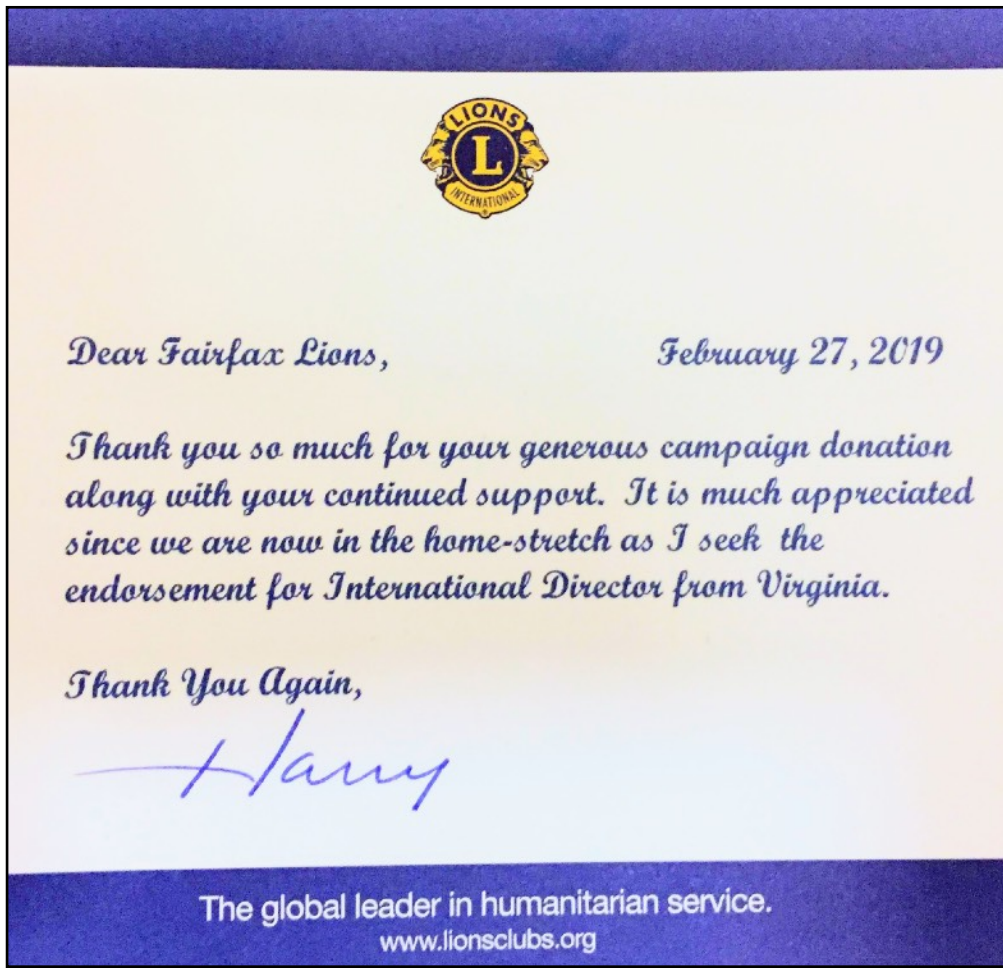 LIONS
L
INTERNATIONAL
Dear Fairfax Lions, February 27, 2019
Thank you so much for your generous campaign donation
along with your continued support. It is much appreciated
since we are now in the home-stretch as I seek the
endorsement for International Director from Virginia.
Thank You Again,
Harry
The global leader in humanitarian service.
www.lionsclubs.org